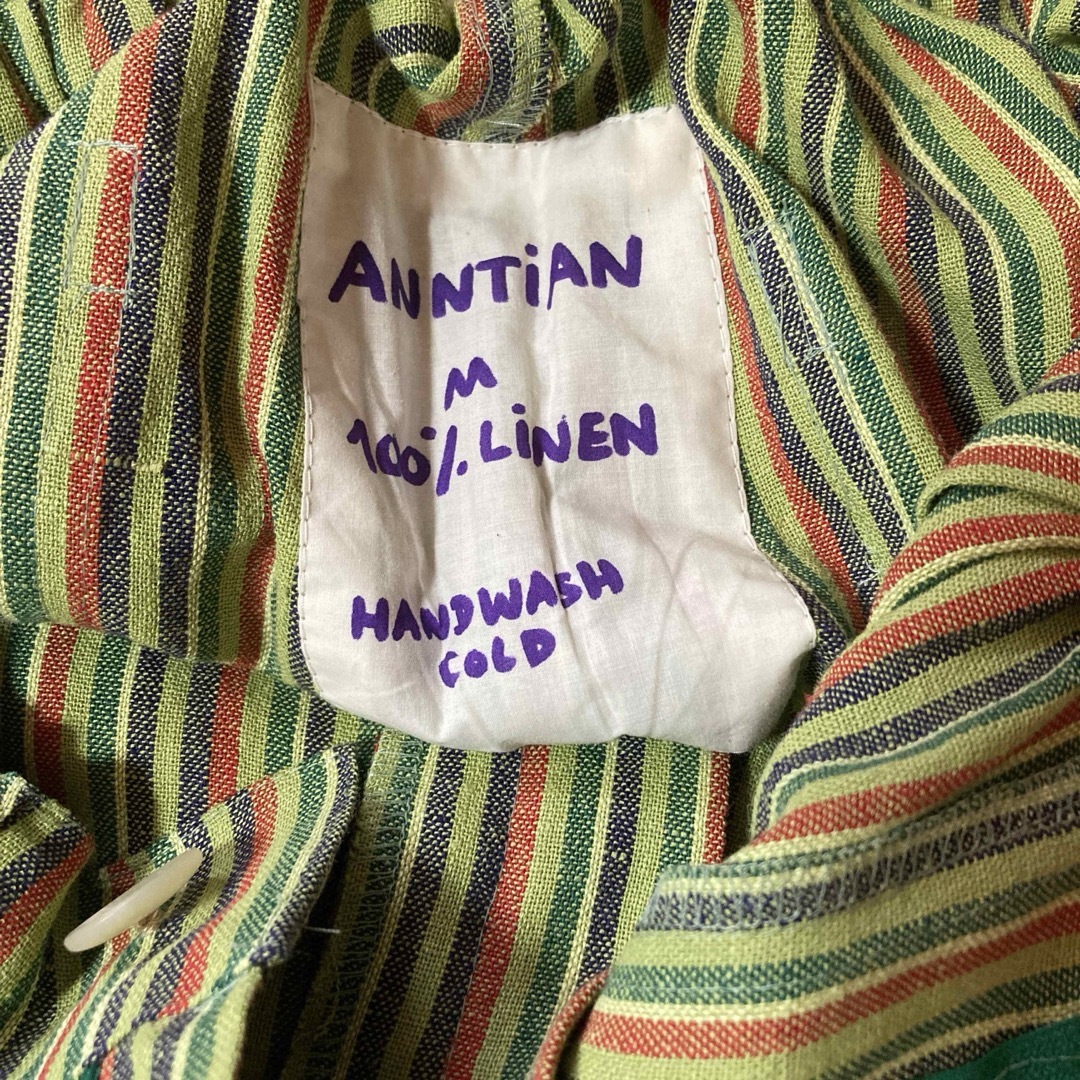 ANNTiAN
M
100% LiNEN
HANDWASH
COLD